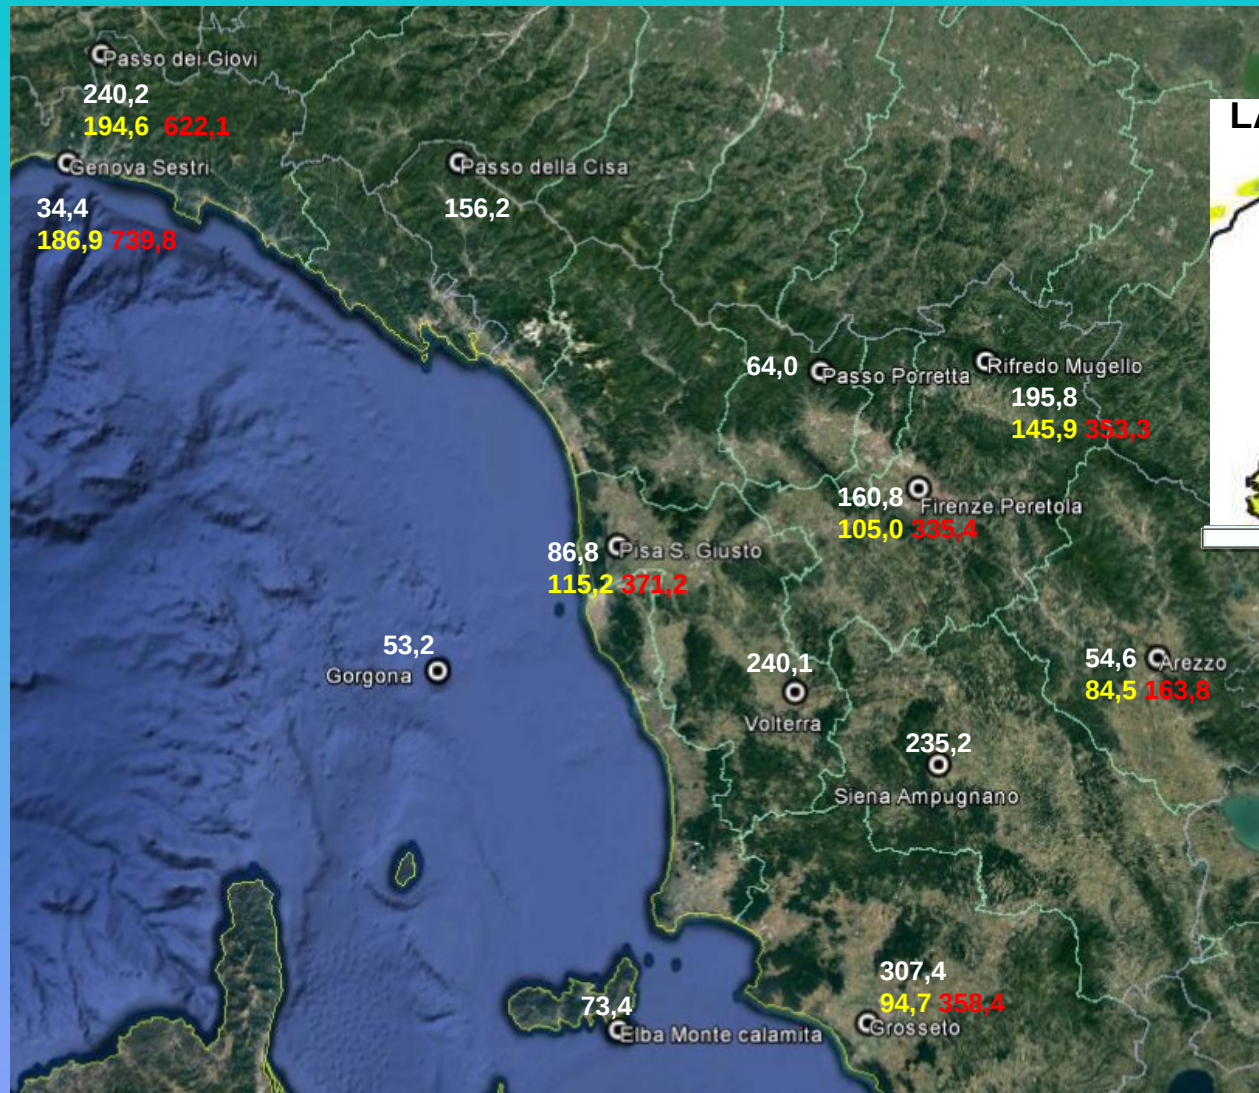 Passo dei Giovi
240,2
194,6 622,1
LA
Genova Sestri
34,4
186,9 739,8
Passo della Cisa
156,2
64,0 Passo Porretta
Rifredo Mugello
195,8
145,9 353,3
160,8 Firenze Peretola
105,0 335,4
86,8 Pisa S. Giusto
115,2 371,2
53,2
Gorgona
240,1
Volterra
54,6 Arezzo
84,5 163,8
235,2
Siena Ampugnano
307,4
94,7 358,4
Grosseto
73,4
Elba Monte calamita